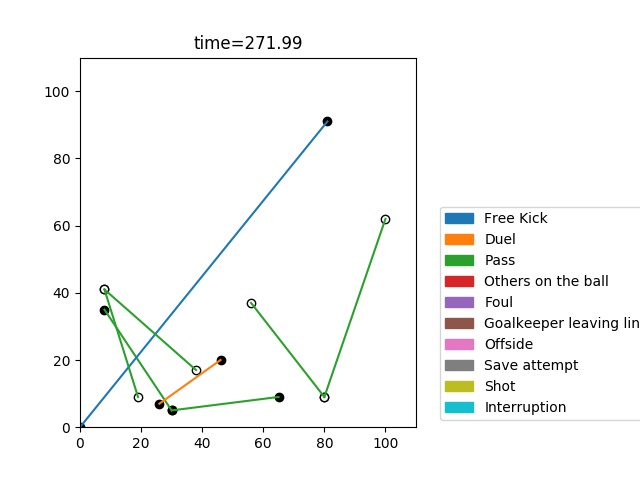 time=271.99
100
80
60
40
20
0
0 20 40 60 80 100
Free Kick
Duel
Pass
Others on the ball
Foul
Goalkeeper leaving lin
Offside
Save attempt
Shot
Interruption